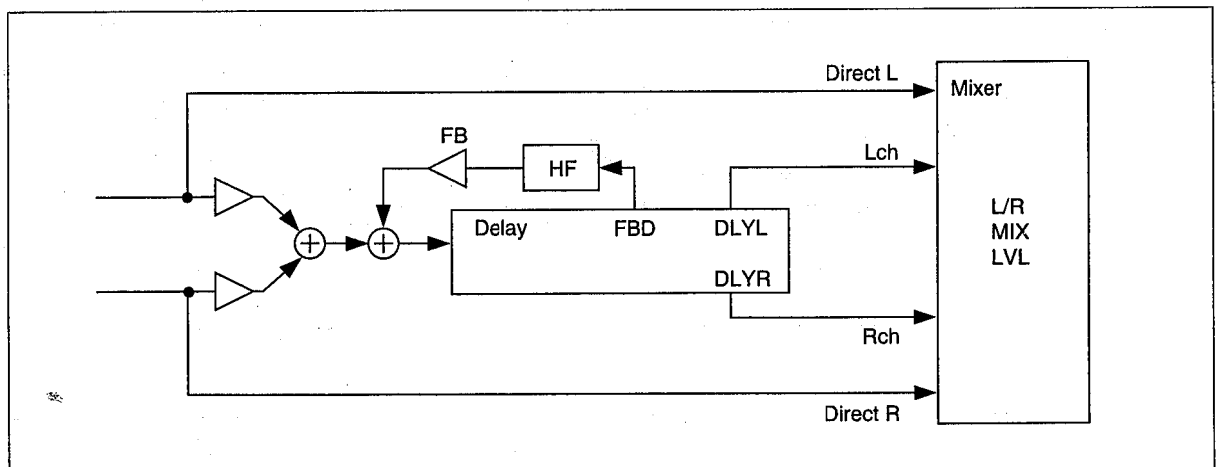 Direct L
Mixer
FB
HF
Lch
Delay
FBD
DLYL
L/R
MIX
LVL
DLYR
Rch
Direct R